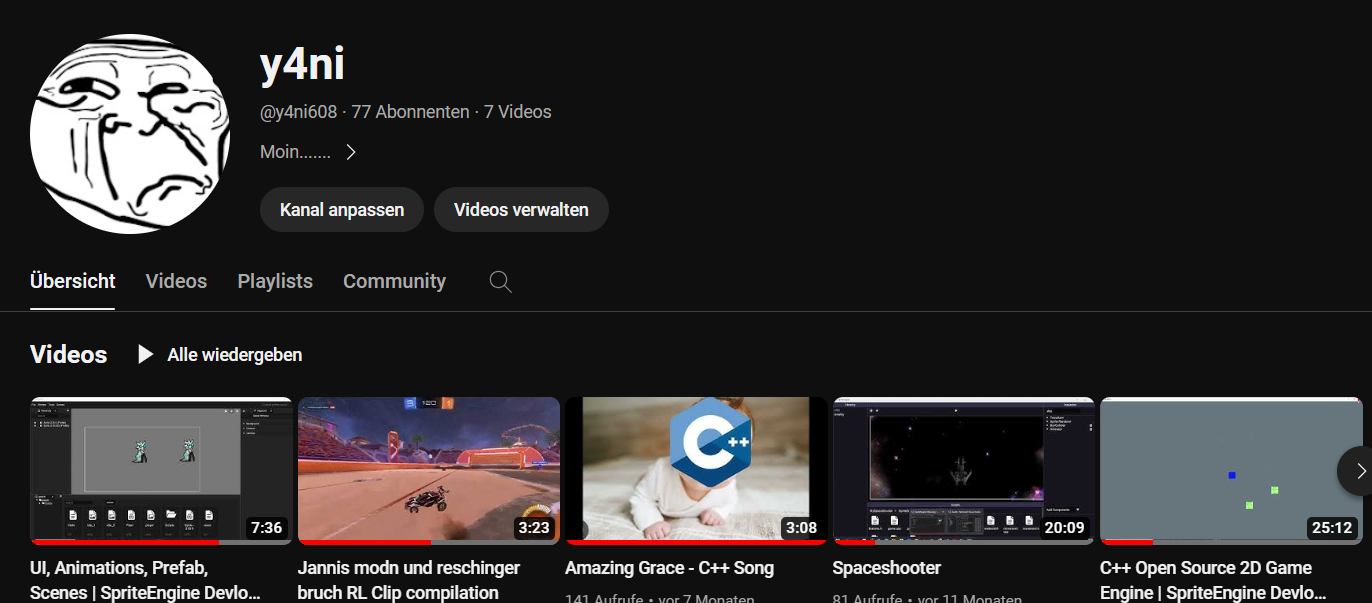 y4ni
@y4ni608 · 77 Abonnenten · 7 Videos
Moin.......
Kanal anpassen
Videos verwalten
Übersicht
Videos
Playlists
Community
Videos
Alle wiedergeben
7:36
120
3:23
C++
3:08
20:09
25:12
UI, Animations, Prefab,
Scenes | SpriteEngine Devlo...
Jannis modn und reschinger
bruch RL Clip compilation
Amazing Grace - C++ Song
141 Aufrufe • vor 7 Monaten
Spaceshooter
81 Aufrufe • vor 11 Monaten
C++ Open Source 2D Game
Engine | SpriteEngine Devlo...